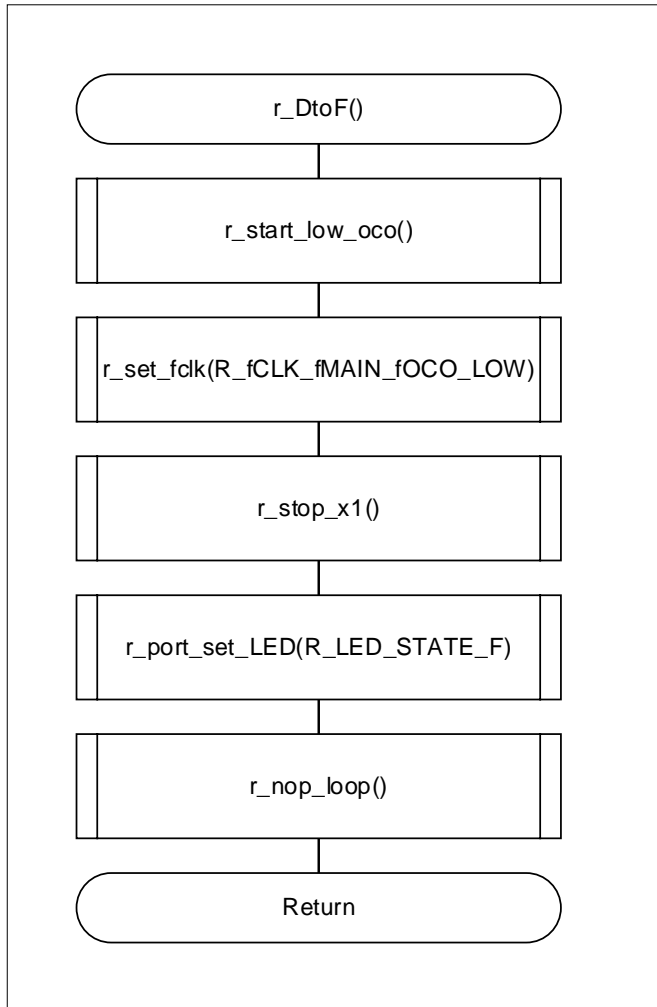 r_DtoF()
r_start_low_oco()
r_set_fclk(R_fCLK_fMAIN_fOCO_LOW)
r_stop_x1()
r_port_set_LED(R_LED_STATE_F)
r_nop_loop()
Return